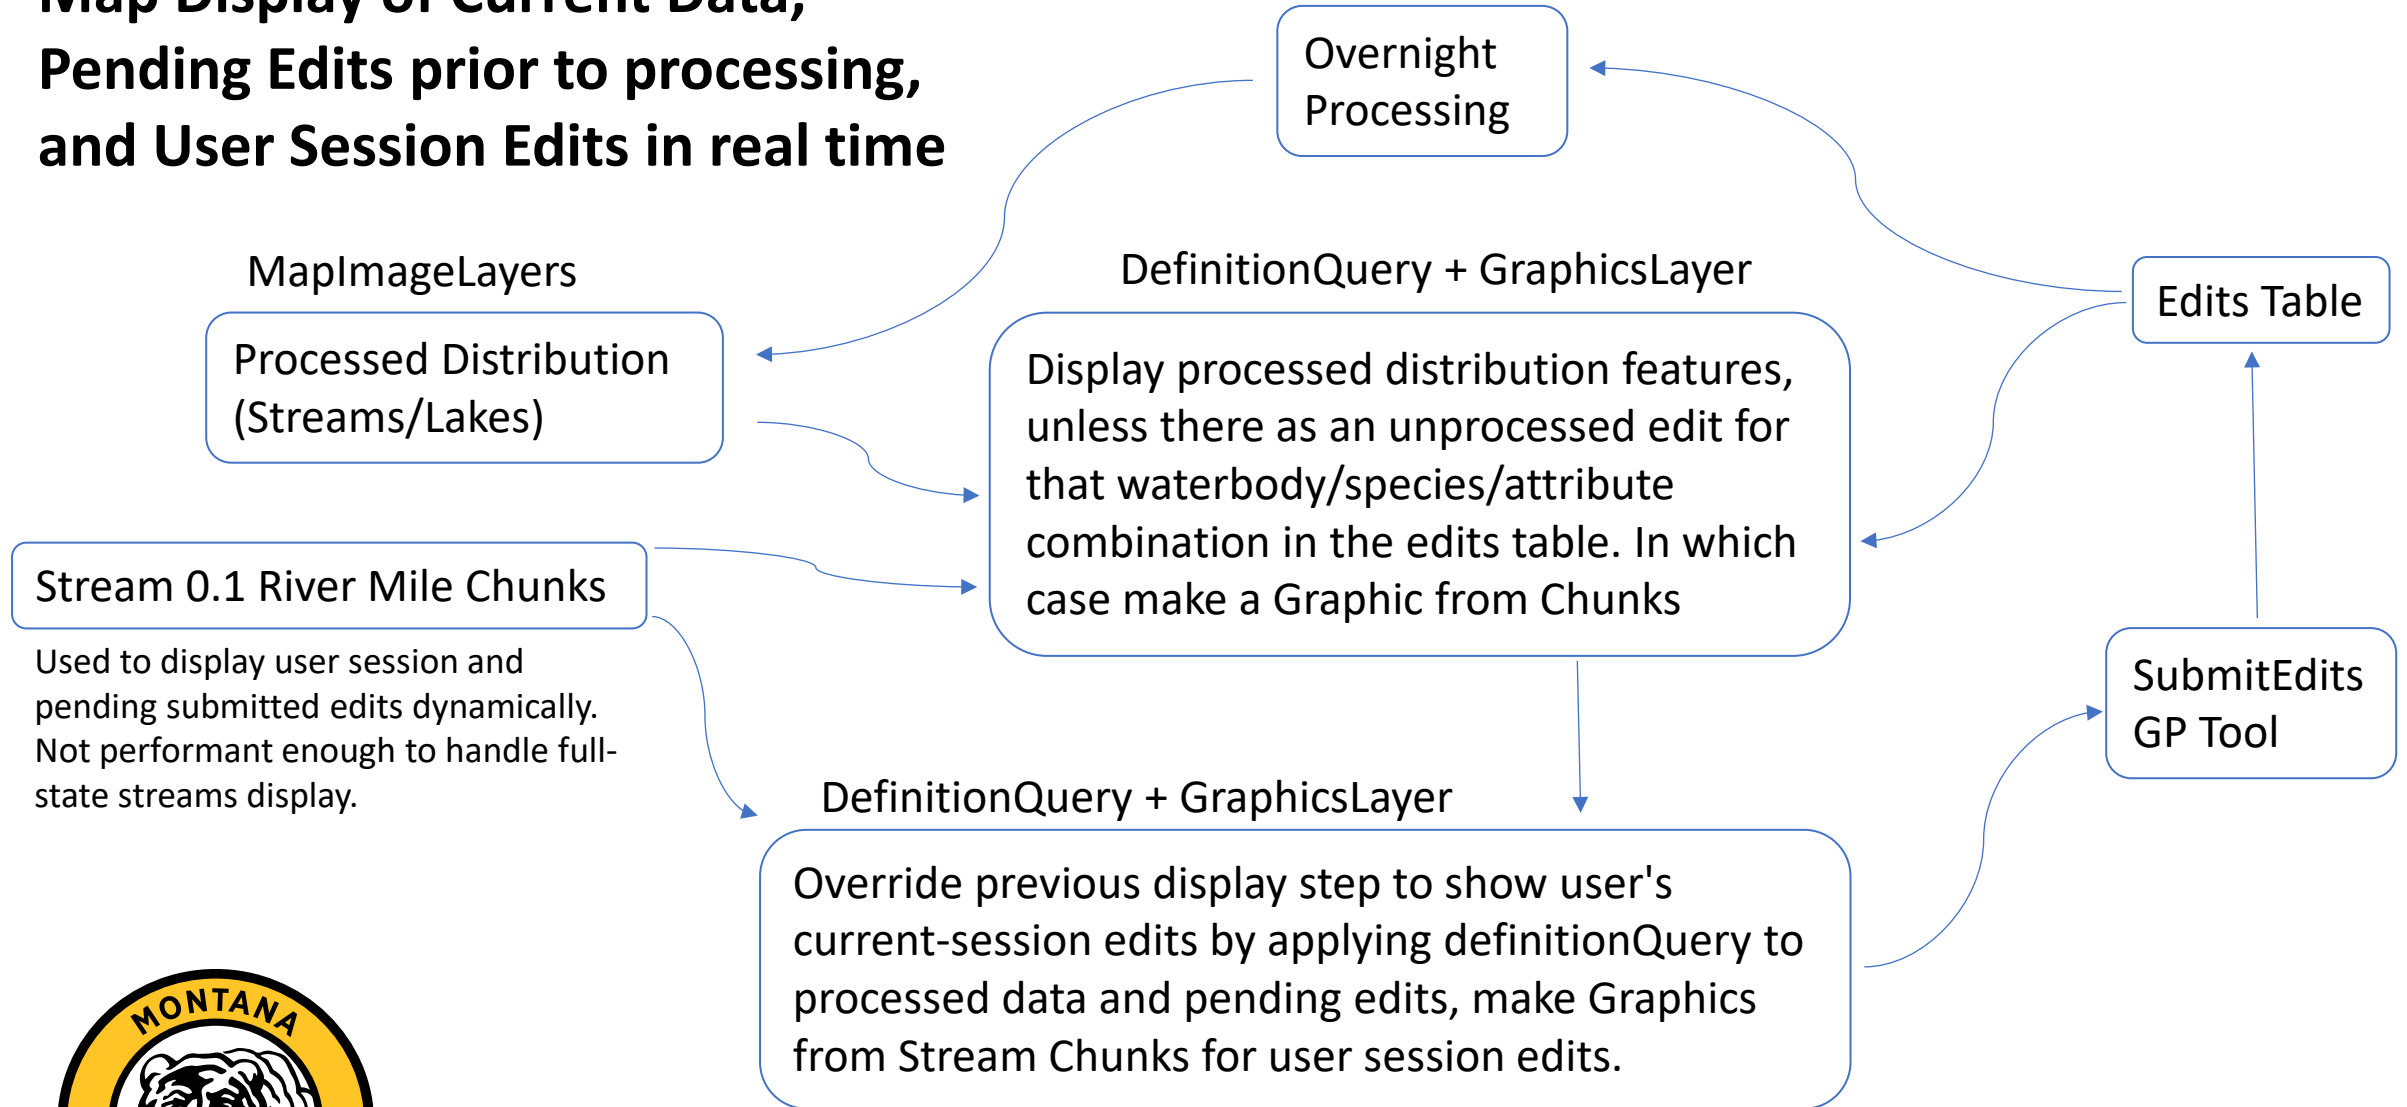 Map Display of Current Data,
Pending Edits prior to processing,
and User Session Edits in real time
Overnight
Processing
MapImageLayers
Processed Distribution
(Streams/Lakes)
DefinitionQuery + GraphicsLayer
Display processed distribution features,
unless there as an unprocessed edit for
that waterbody/species/attribute
combination in the edits table. In which
case make a Graphic from Chunks
Edits Table
Stream 0.1 River Mile Chunks
Used to display user session and
pending submitted edits dynamically.
Not performant enough to handle full-
state streams display.
SubmitEdits
GP Tool
DefinitionQuery + GraphicsLayer
Override previous display step to show user's
current-session edits by applying definitionQuery to
processed data and pending edits, make Graphics
from Stream Chunks for user session edits.
MONTANA